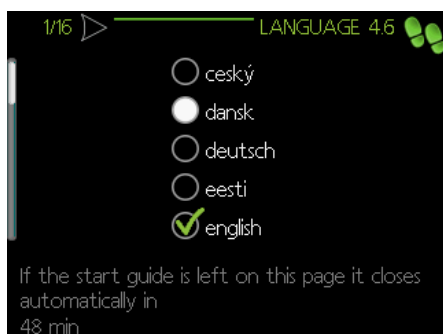 1/16 LANGUAGE 4.6
ceský
dansk
deutsch
eesti
english
If the start guide is left on this page it closes
automatically in
48 min